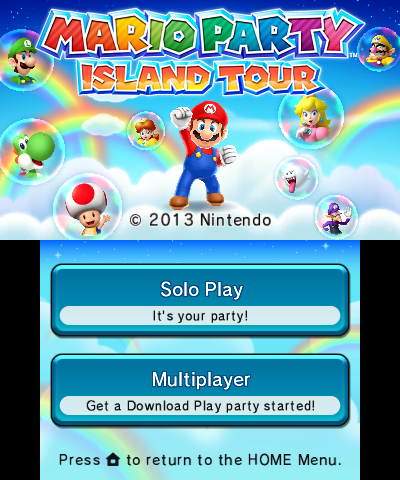 MARIO PARTY
ISLAND TOUR
TM
© 2013 Nintendo
Solo Play
It's your party!
Multiplayer
Get a Download Play party started!
Press to return to the HOME Menu.